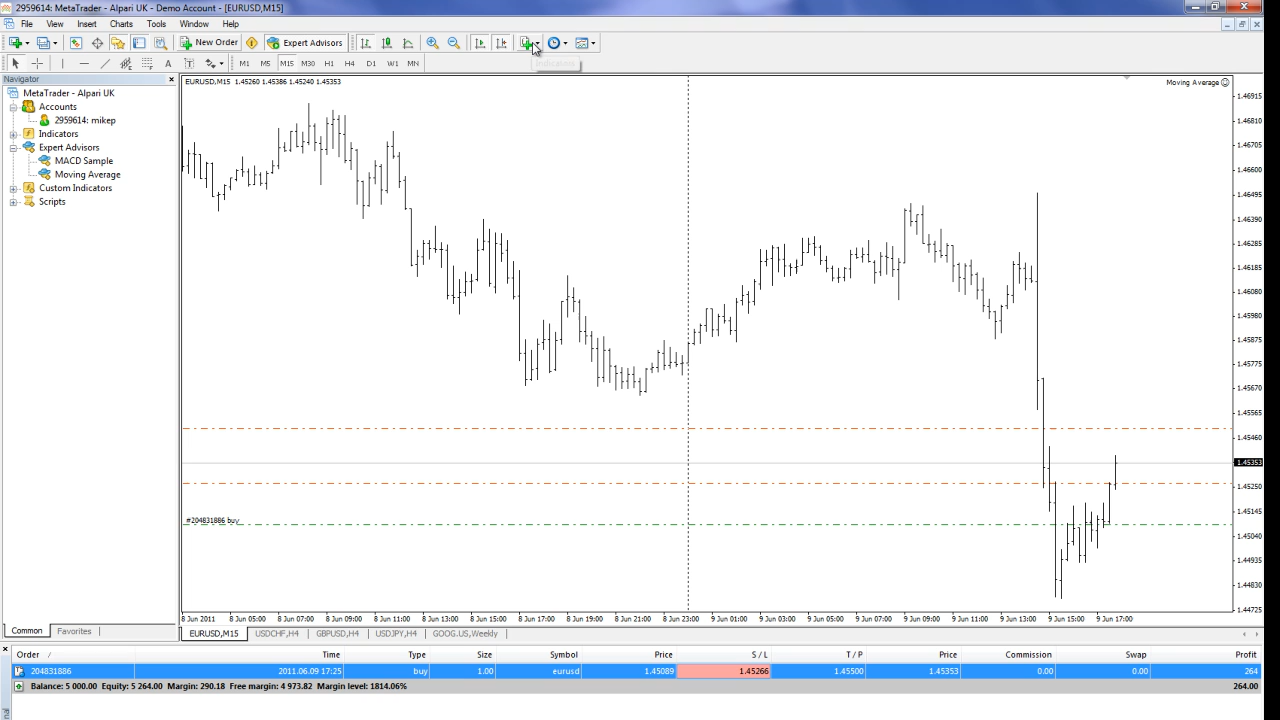 2959614: MetaTrader - Alpari UK - Demo Account - [EURUSD,M15]
File View Insert Charts Tools Window Help
New Order Expert Advisors
Indicators
A T M1 M5 M15 M30 H1 H4 D1 W1 MN
Navigator
MetaTrader - Alpari UK
Accounts
2959614: mikep
Indicators
Expert Advisors
MACD Sample
Moving Average
Custom Indicators
Scripts
Common Favorites
EURUSD,M15 1.45260 1.45386 1.45240 1.45353
Moving Average
1.46915
1.46810
1.46705
1.46600
1.46495
1.46390
1.46285
1.46185
1.46080
1.45980
1.45875
1.45770
1.45670
1.45565
1.45460
1.45353
1.45250
1.45145
1.45040
1.44935
1.44830
1.44725
#204831886 buy
8 Jun 2011 8 Jun 05:00 8 Jun 07:00 8 Jun 09:00 8 Jun 11:00 8 Jun 13:00 8 Jun 15:00 8 Jun 17:00 8 Jun 19:00 8 Jun 21:00 8 Jun 23:00 9 Jun 01:00 9 Jun 03:00 9 Jun 05:00 9 Jun 07:00 9 Jun 09:00 9 Jun 11:00 9 Jun 13:00 9 Jun 15:00 9 Jun 17:00
EURUSD,M15 USDCHF,H4 GBPUSD,H4 USDJPY,H4 GOOG.US,Weekly
Order / Time Type Size Symbol Price S / L T / P Price Commission Swap Profit
204831886 2011.06.09 17:25 buy 1.00 eurusd 1.45089 1.45266 1.45500 1.45353 0.00 0.00 264
Balance: 5 000.00 Equity: 5 264.00 Margin: 290.18 Free margin: 4 973.82 Margin level: 1814.06% 264.00